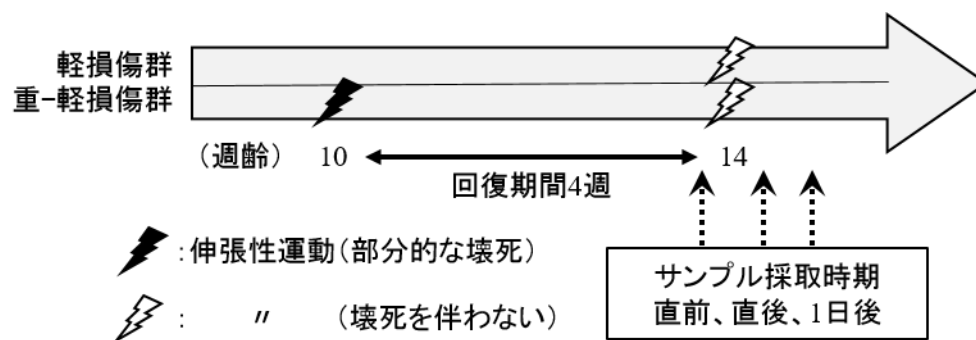 軽損傷群
重-軽損傷群
(週齢) 10 14
回復期間4週
:伸張性運動(部分的な壊死)
: 〃 (壊死を伴わない)
サンプル採取時期
直前、直後、1日後